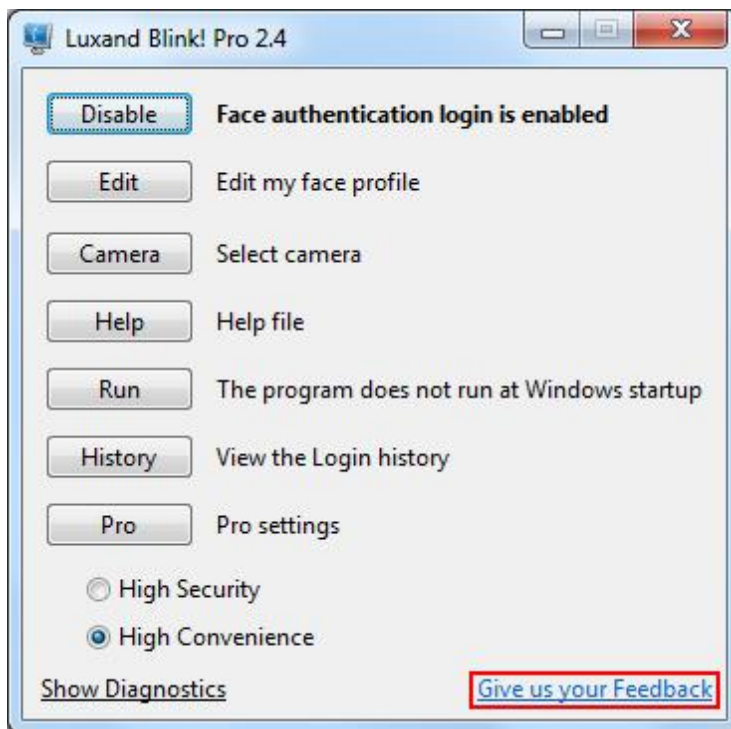 Luxand Blink! Pro 2.4
Disable Face authentication login is enabled
Edit Edit my face profile
Camera Select camera
Help Help file
Run The program does not run at Windows startup
History View the Login history
Pro Pro settings
High Security
High Convenience
Show Diagnostics Give us your Feedback